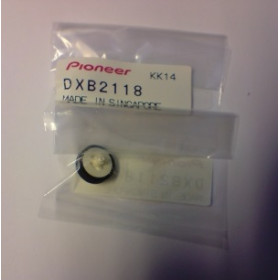 Pioneer KK14
DXB2118
MADE IN SINGAPORE